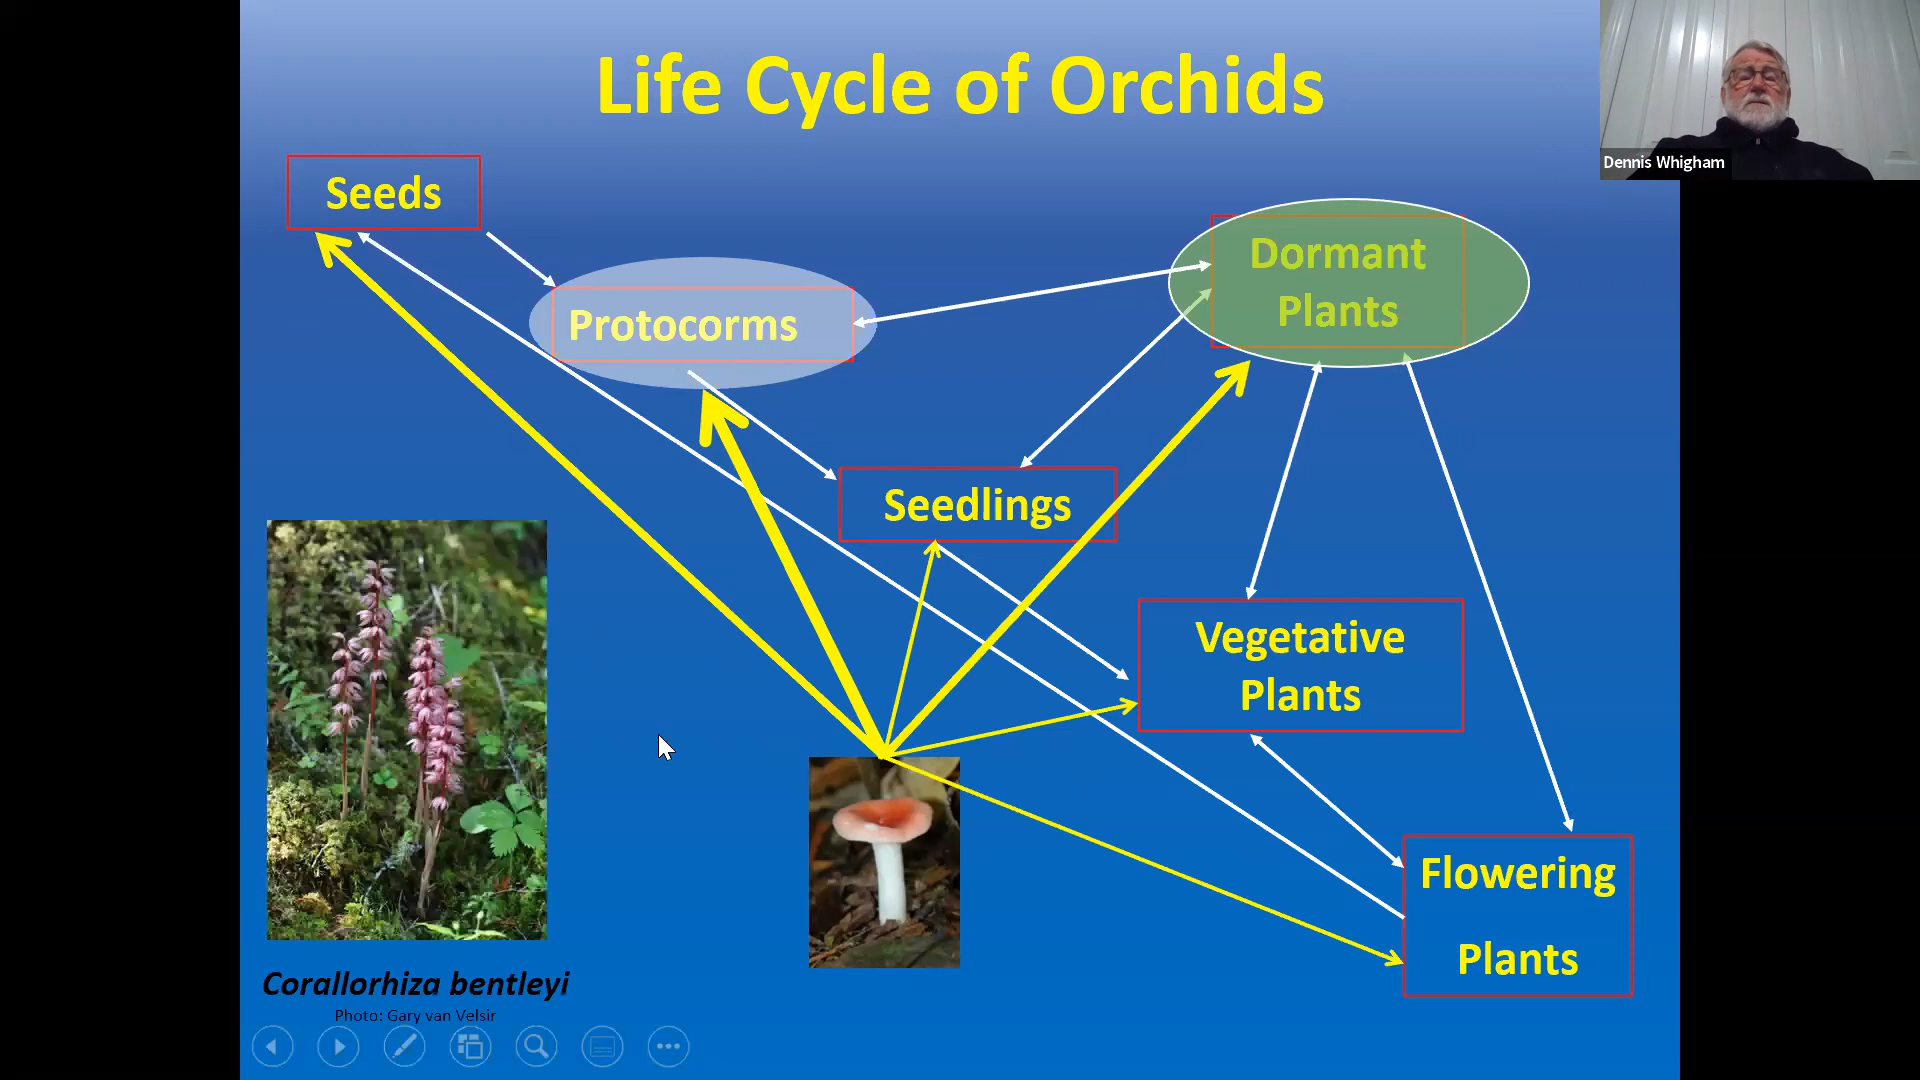 Life Cycle of Orchids
Dennis Whigham
Seeds
Dormant
Plants
Protocorms
Seedlings
Vegetative
Plants
Flowering
Plants
Corallorhiza bentleyi
Photo: Gary van Velsir